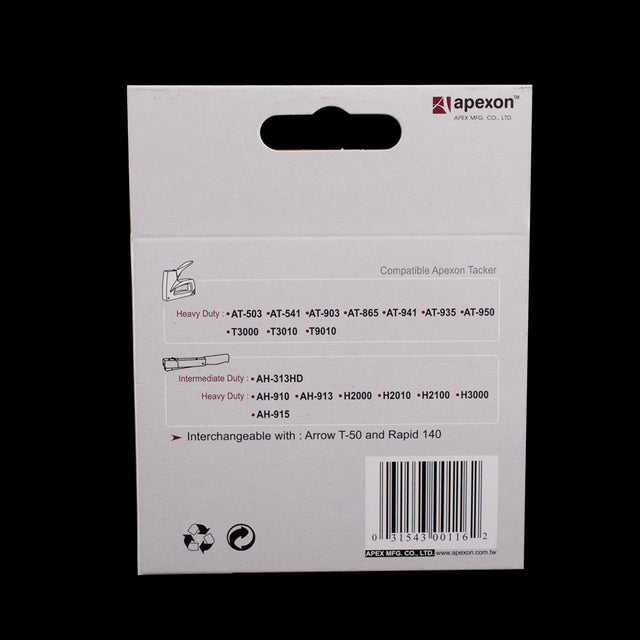 apexon™
APEX MFG. CO., LTD.
Compatible Apexon Tacker
Heavy Duty : •AT-503 •AT-541 •AT-903 •AT-865 •AT-941 •AT-935 •AT-950
•T3000 •T3010 •T9010
Intermediate Duty : •AH-313HD
Heavy Duty : •AH-910 •AH-913 •H2000 •H2010 •H2100 •H3000
•AH-915
➤ Interchangeable with : Arrow T-50 and Rapid 140
0 31543 00116 2
APEX MFG. CO., LTD. www.apexon.com.tw